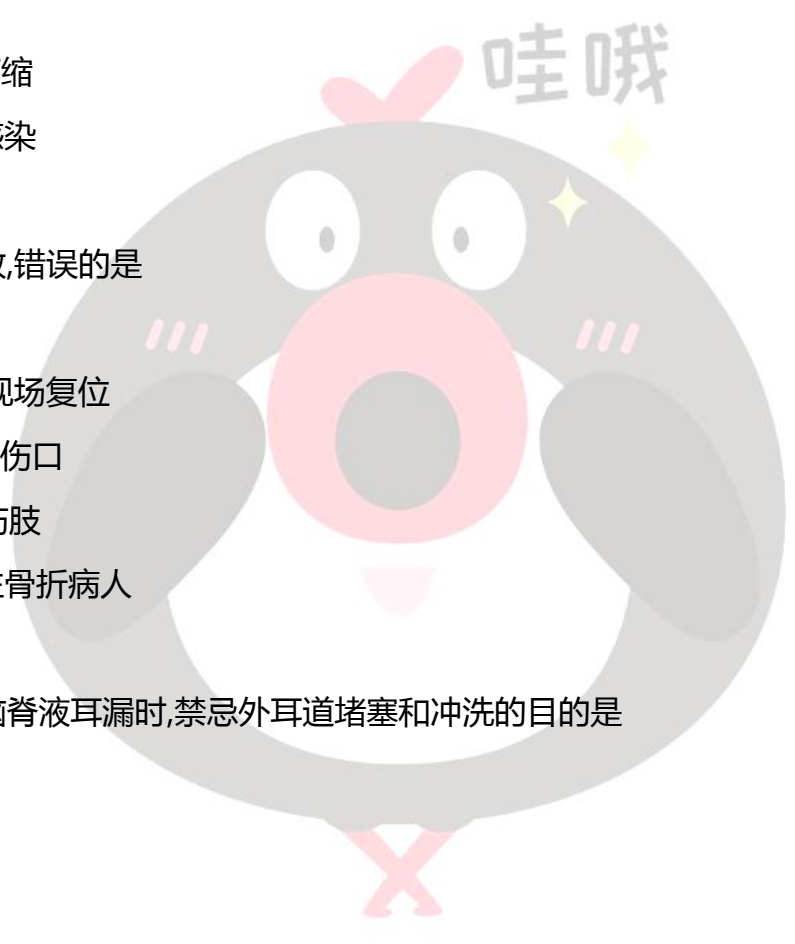 哇哦
缩
染
,错误的是
现场复位
伤口
肢
骨折病人
脊液耳漏时,禁忌外耳道堵塞和冲洗的目的是